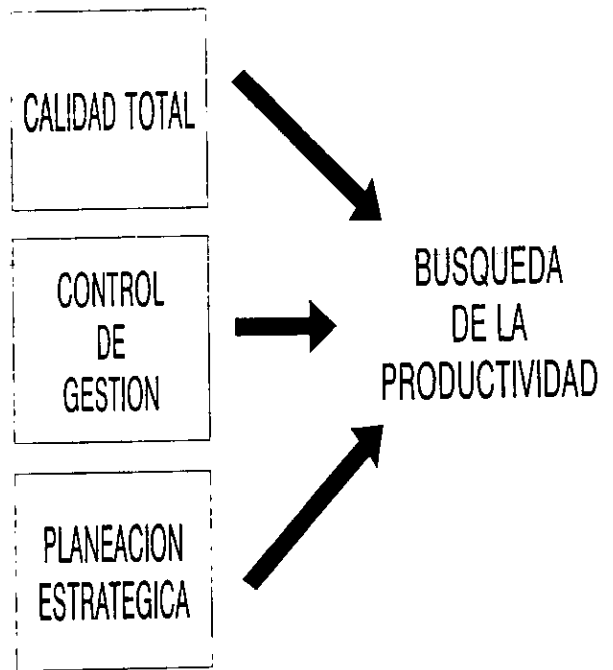 CALIDAD TOTAL
CONTROL
DE
GESTION
PLANEACION
ESTRATEGICA
BUSQUEDA
DE LA
PRODUCTIVIDAD